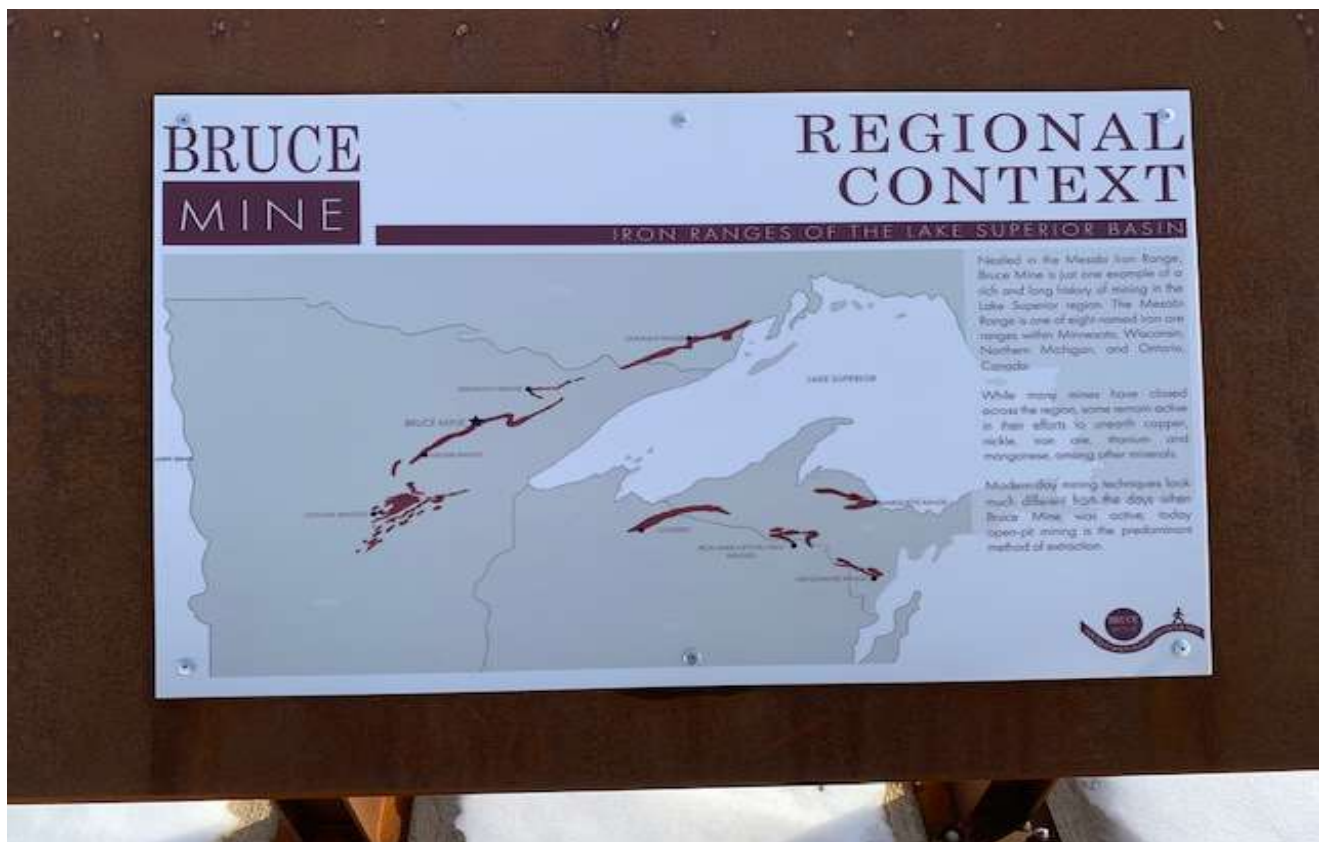 BRUCE
MINE
REGIONAL
CONTEXT
IRON RANGES OF THE LAKE SUPERIOR BASIN
Nestled in the Mesabi Iron Range,
Bruce Mine is just one example of a
rich and long history of mining in the
Lake Superior region. The Mesabi
Range is one of eight named iron ore
ranges within Minnesota, Wisconsin,
Northern Michigan, and Ontario,
Canada.
While many mines have closed
across the region, some remain active
in their efforts to unearth copper,
nickle, iron ore, titanium and
manganese, among other minerals.
Modern-day mining techniques look
much different from the days when
Bruce Mine was active; today
open-pit mining is the predominant
method of extraction.
LAKE SUPERIOR
BRUCE MINE
BRUCE